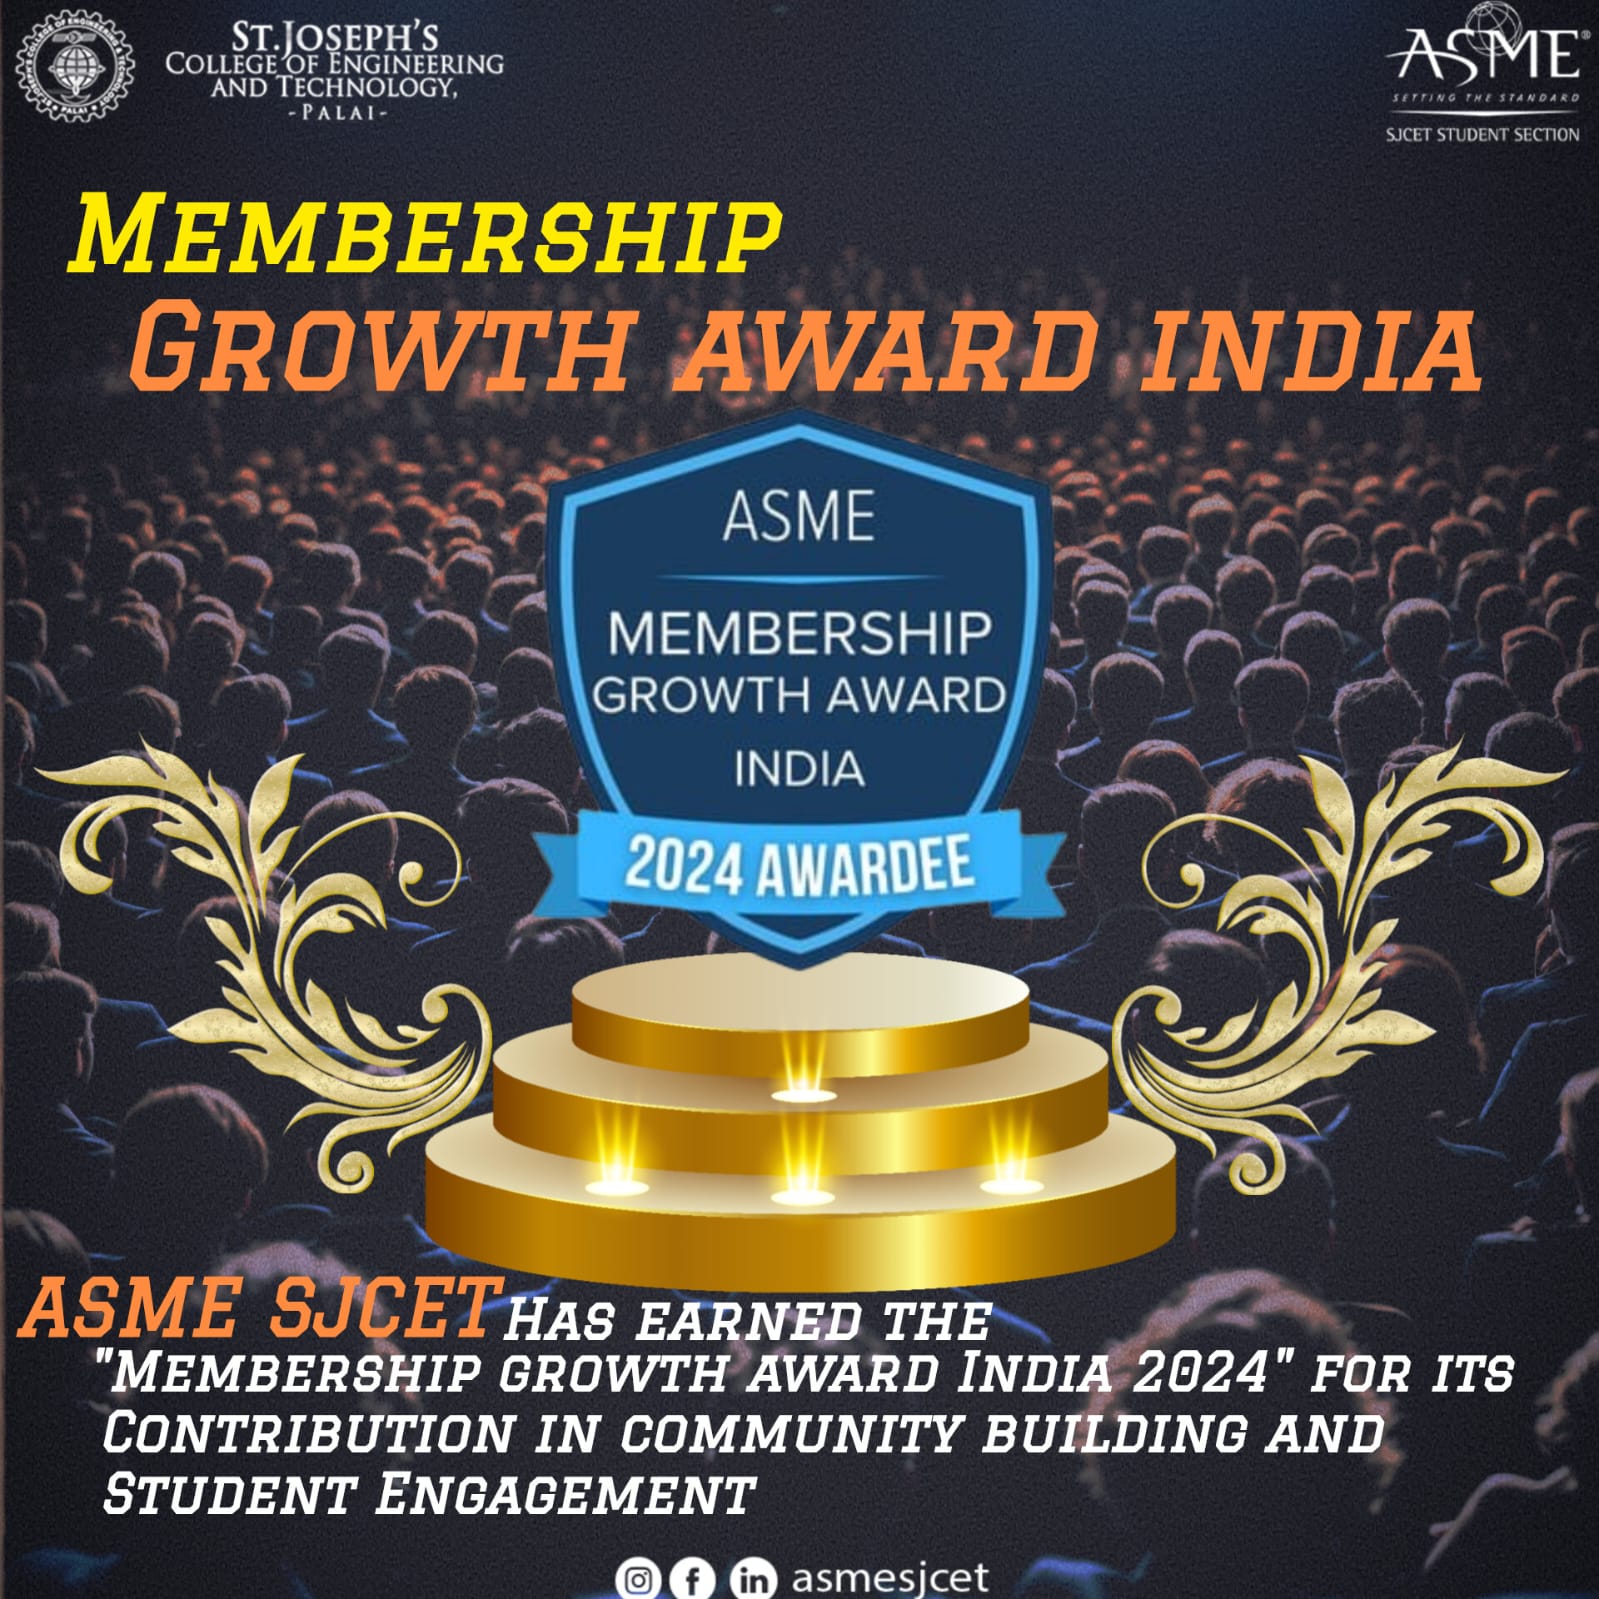 ST.JOSEPH'S
COLLEGE OF ENGINEERING
AND TECHNOLOGY,
-PALAI-
ASME®
SETTING THE STANDARD
SJCET STUDENT SECTION
MEMBERSHIP
GROWTH AWARD INDIA
ASME
MEMBERSHIP
GROWTH AWARD
INDIA
2024 AWARDEE
ASME SJCET HAS EARNED THE
"MEMBERSHIP GROWTH AWARD INDIA 2024" FOR ITS
CONTRIBUTION IN COMMUNITY BUILDING AND
STUDENT ENGAGEMENT
asmesjcet